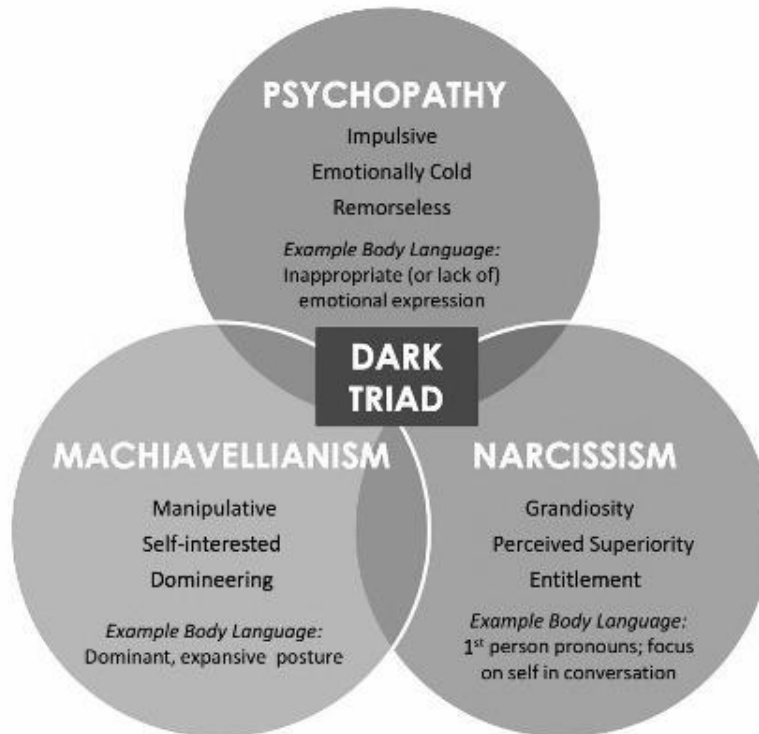 PSYCHOPATHY
Impulsive
Emotionally Cold
Remorseless
Example Body Language:
Inappropriate (or lack of)
emotional expression
DARK
TRIAD
MACHIAVELLIANISM
Manipulative
Self-interested
Domineering
Example Body Language:
Dominant, expansive posture
NARCISSISM
Grandiosity
Perceived Superiority
Entitlement
Example Body Language:
1st person pronouns; focus
on self in conversation